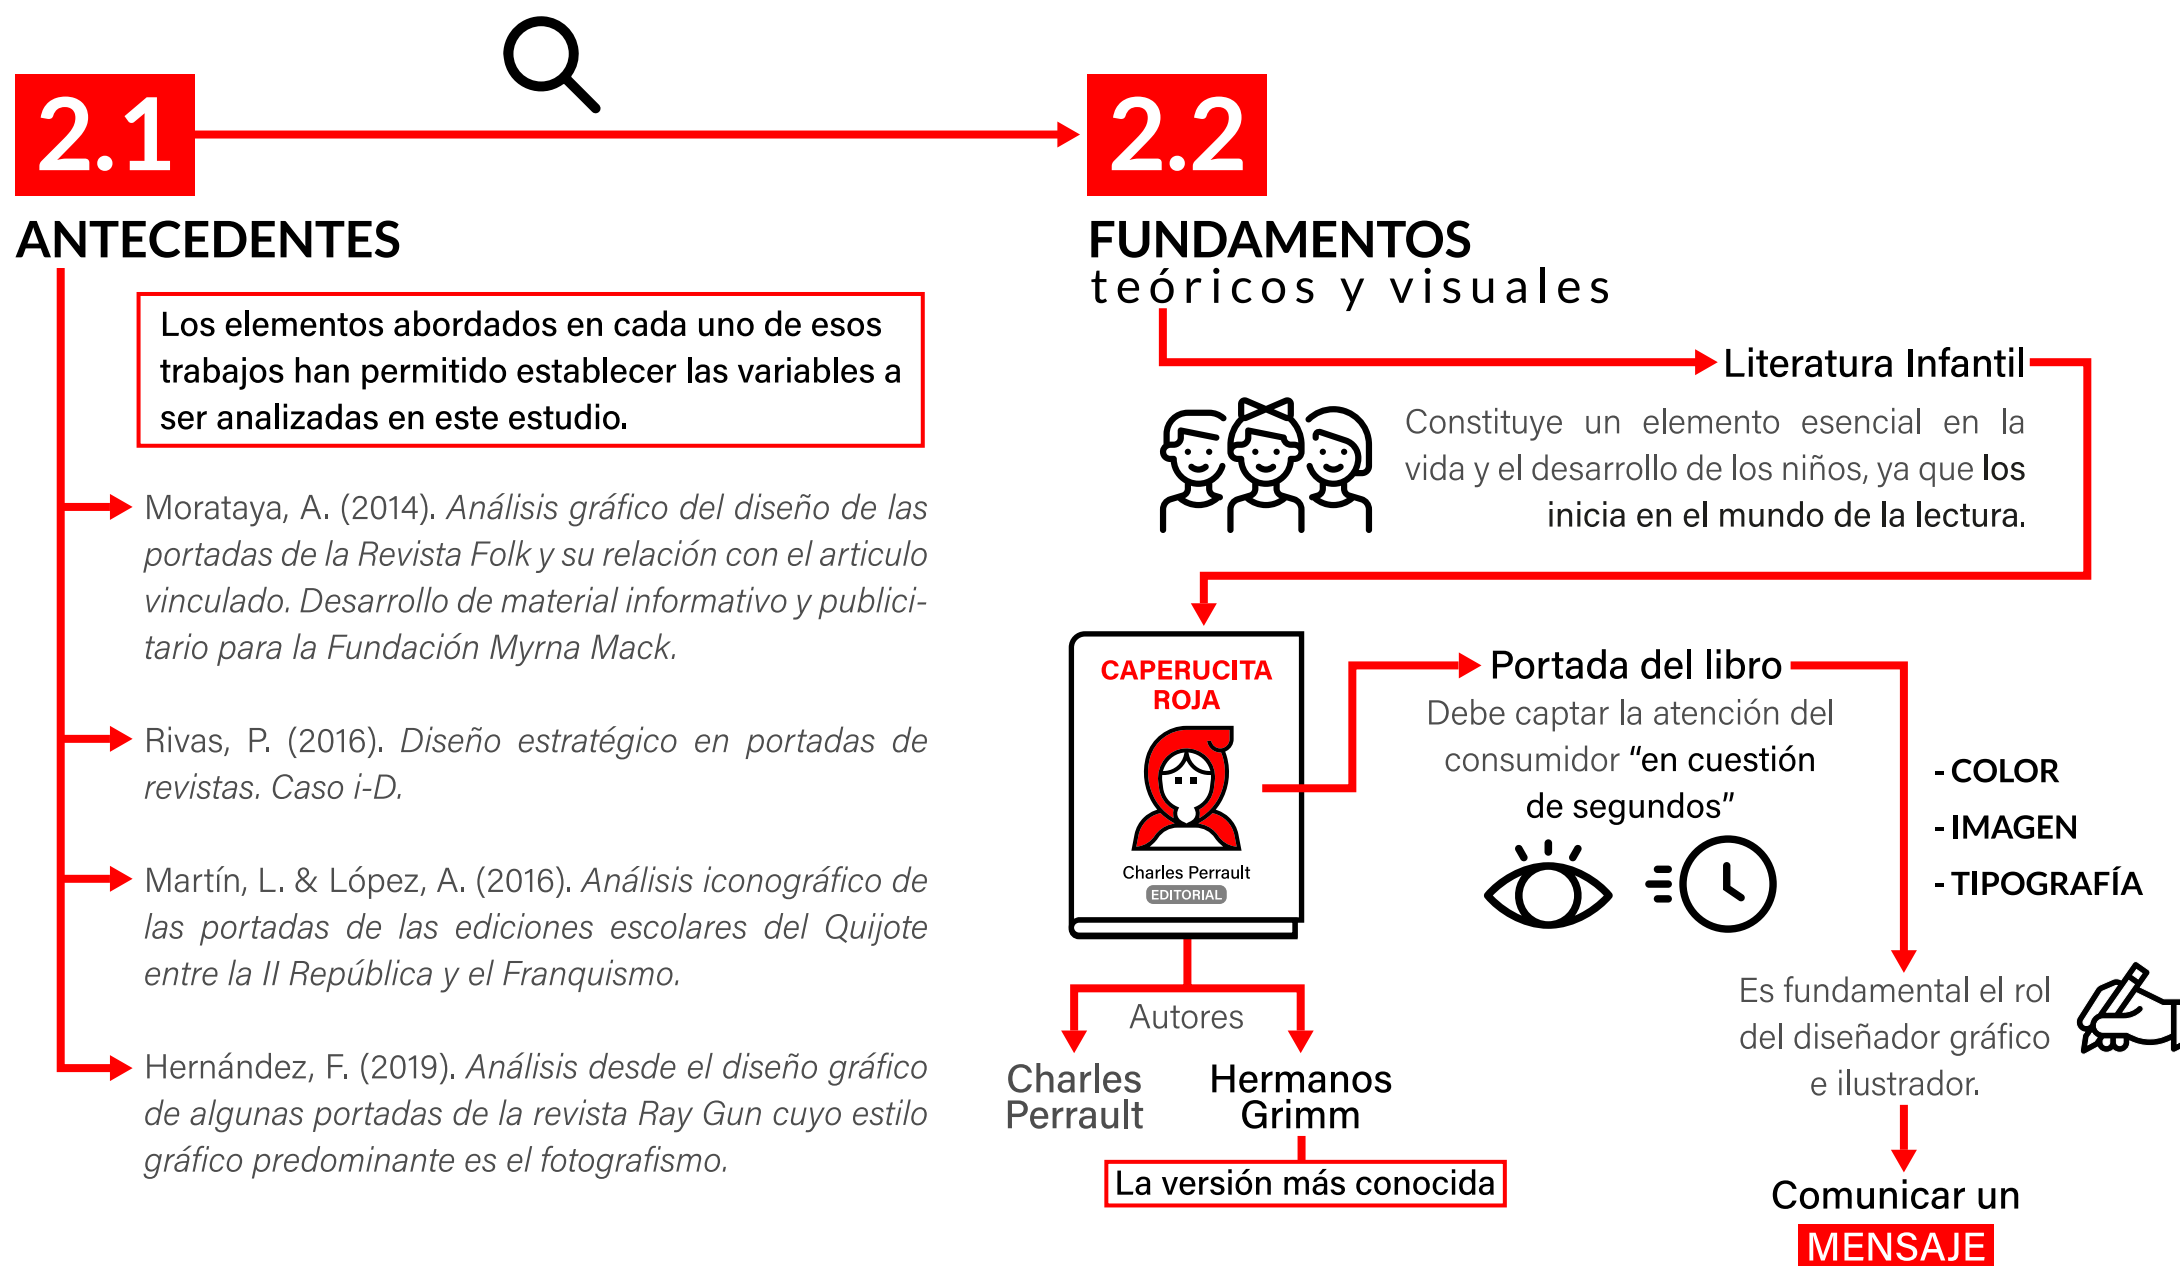 2.1
ANTECEDENTES
Los elementos abordados en cada uno de esos
trabajos han permitido establecer las variables a
ser analizadas en este estudio.
Morataya, A. (2014). Análisis gráfico del diseño de las
portadas de la Revista Folk y su relación con el articulo
vinculado. Desarrollo de material informativo y publici-
tario para la Fundación Myrna Mack.
Rivas, P. (2016). Diseño estratégico en portadas de
revistas. Caso i-D.
Martín, L. & López, A. (2016). Análisis iconográfico de
las portadas de las ediciones escolares del Quijote
entre la II República y el Franquismo.
Hernández, F. (2019). Análisis desde el diseño gráfico
de algunas portadas de la revista Ray Gun cuyo estilo
gráfico predominante es el fotografismo.
2.2
FUNDAMENTOS
teóricos y visuales
Literatura Infantil
Constituye un elemento esencial en la
vida y el desarrollo de los niños, ya que los
inicia en el mundo de la lectura.
CAPERUCITA
ROJA
Charles Perrault
EDITORIAL
Autores
Charles
Perrault
Hermanos
Grimm
La versión más conocida
Portada del libro
Debe captar la atención del
consumidor “en cuestión
de segundos”
- COLOR
- IMAGEN
- TIPOGRAFÍA
Es fundamental el rol
del diseñador gráfico
e ilustrador.
Comunicar un
MENSAJE